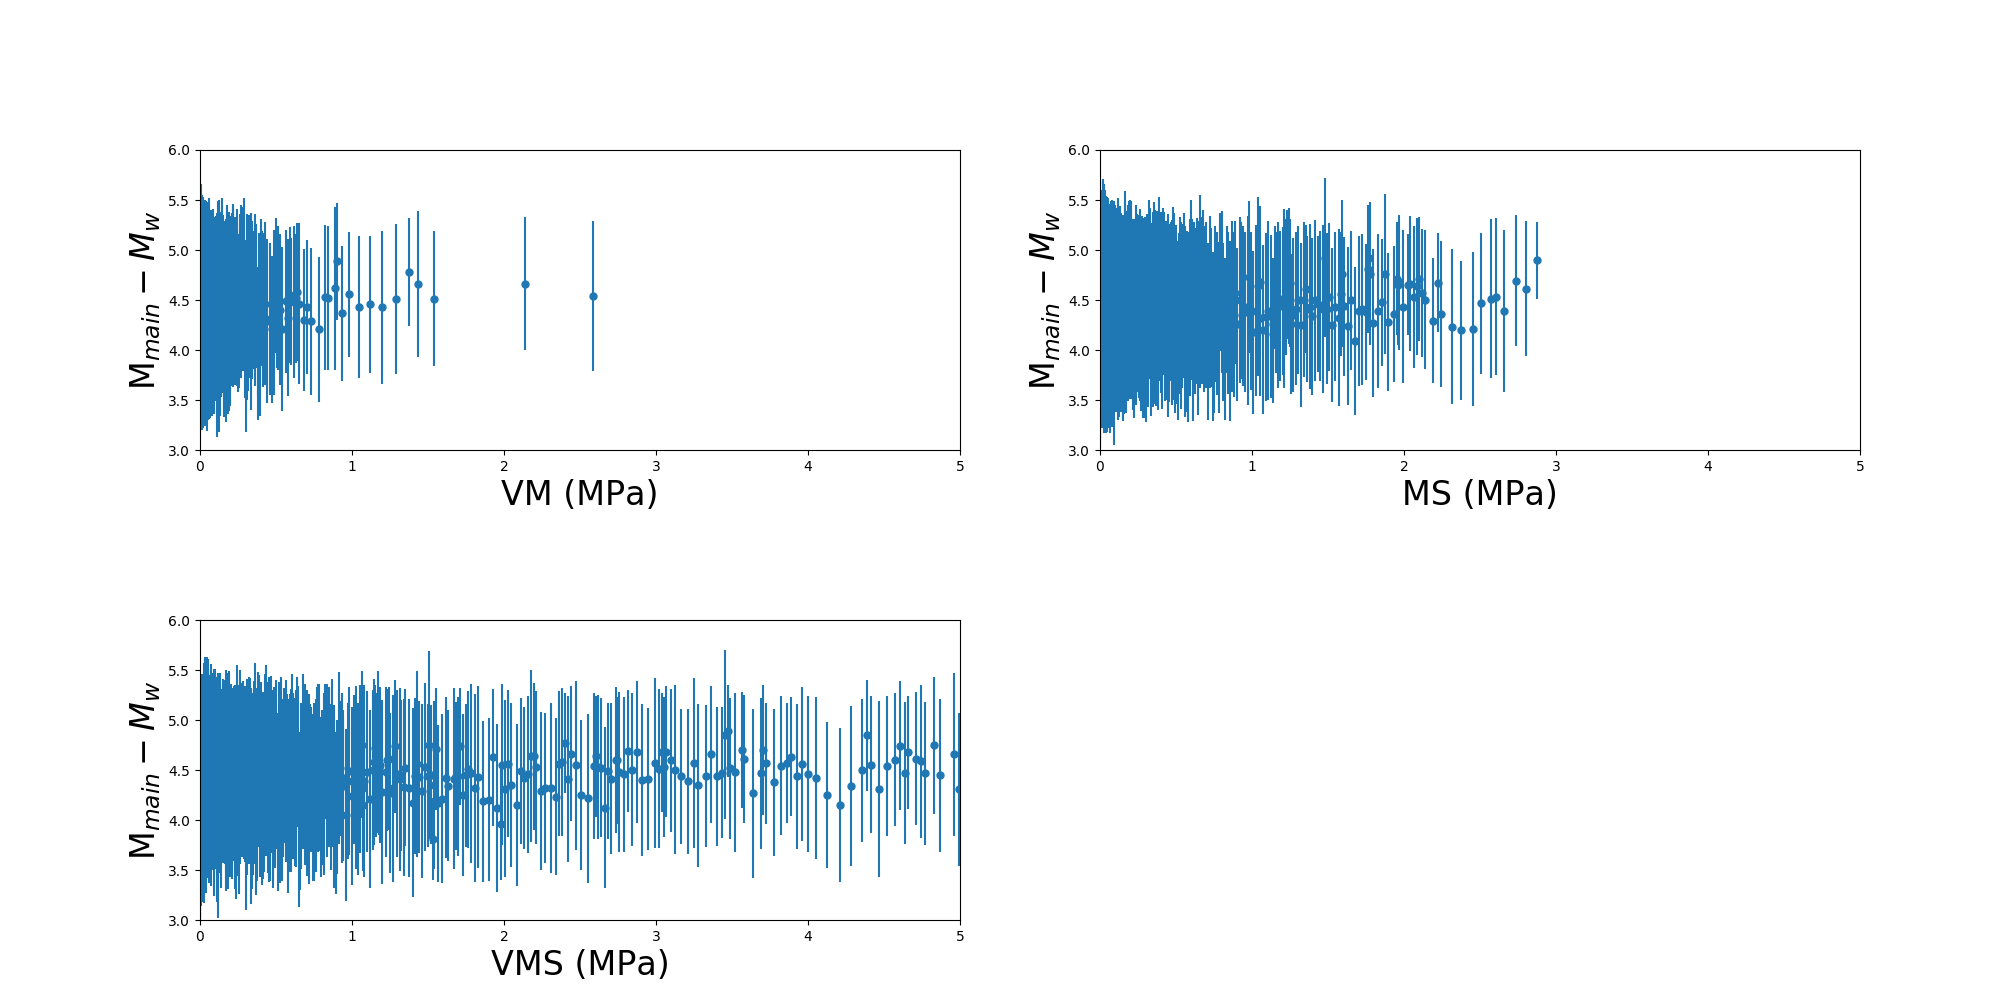 6.0 6.0
5.5 5.5
5.0 5.0
4.5 4.5
4.0 4.0
3.5 3.5
3.0 3.0
M_main − M_w M_main − M_w
0 1 2 3 4 5 0 1 2 3 4 5
VM (MPa) MS (MPa)
6.0
5.5
5.0
4.5
4.0
3.5
3.0
M_main − M_w
0 1 2 3 4 5
VMS (MPa)